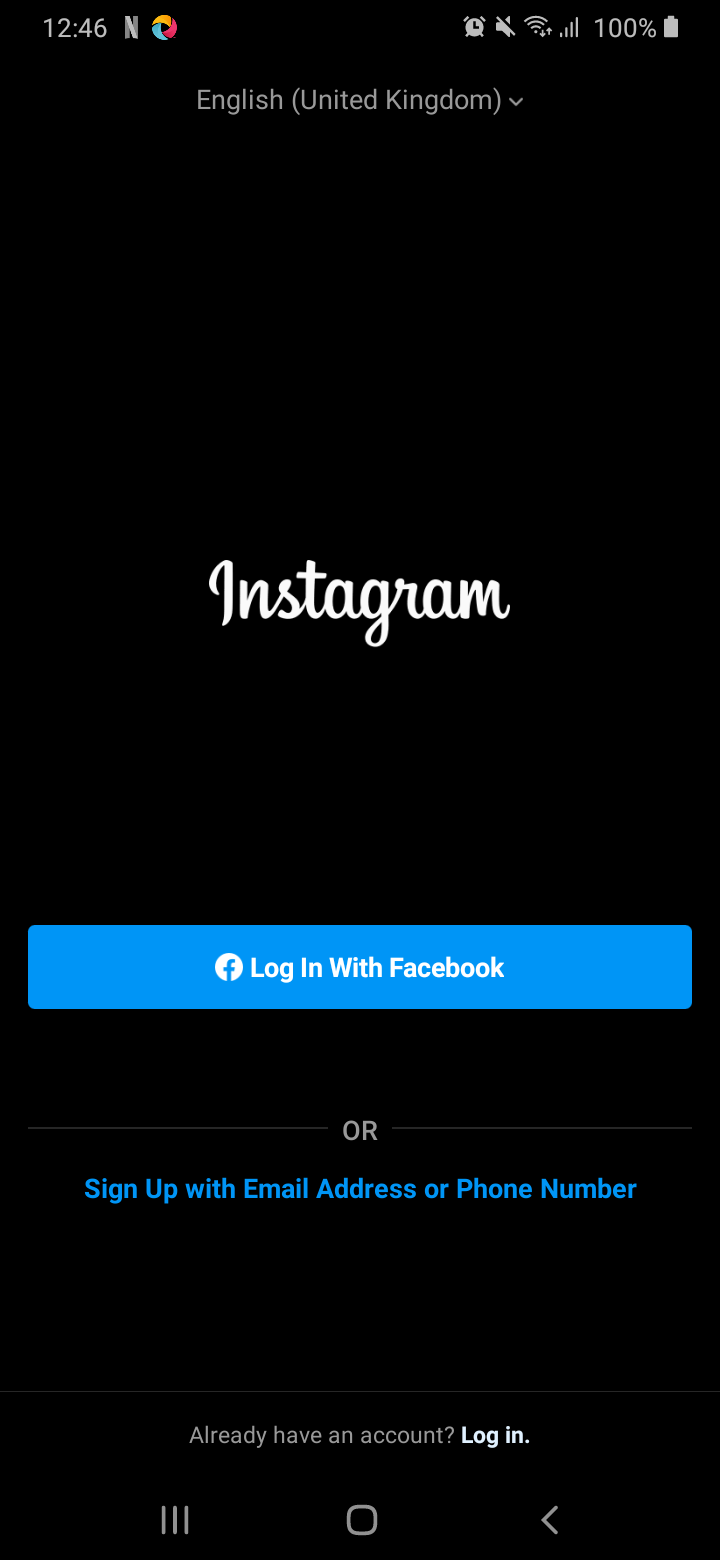 12:46 N 100%
English (United Kingdom)
Instagram
Log In With Facebook
OR
Sign Up with Email Address or Phone Number
Already have an account? Log in.